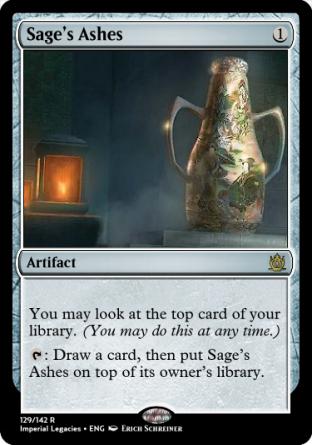 Sage's Ashes 1
Artifact
You may look at the top card of your
library. (You may do this at any time.)
: Draw a card, then put Sage's
Ashes on top of its owner's library.
129/142 R
Imperial Legacies • ENG Erich Schreiner